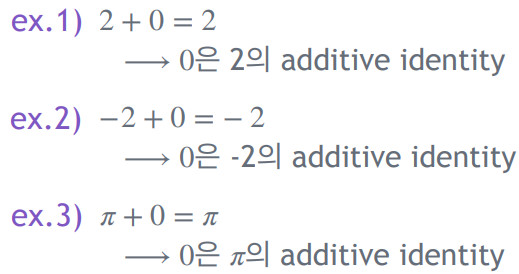 ex.1) 2 + 0 = 2
⟶ 0은 2의 additive identity
ex.2) −2 + 0 = − 2
⟶ 0은 -2의 additive identity
ex.3) π + 0 = π
⟶ 0은 π의 additive identity